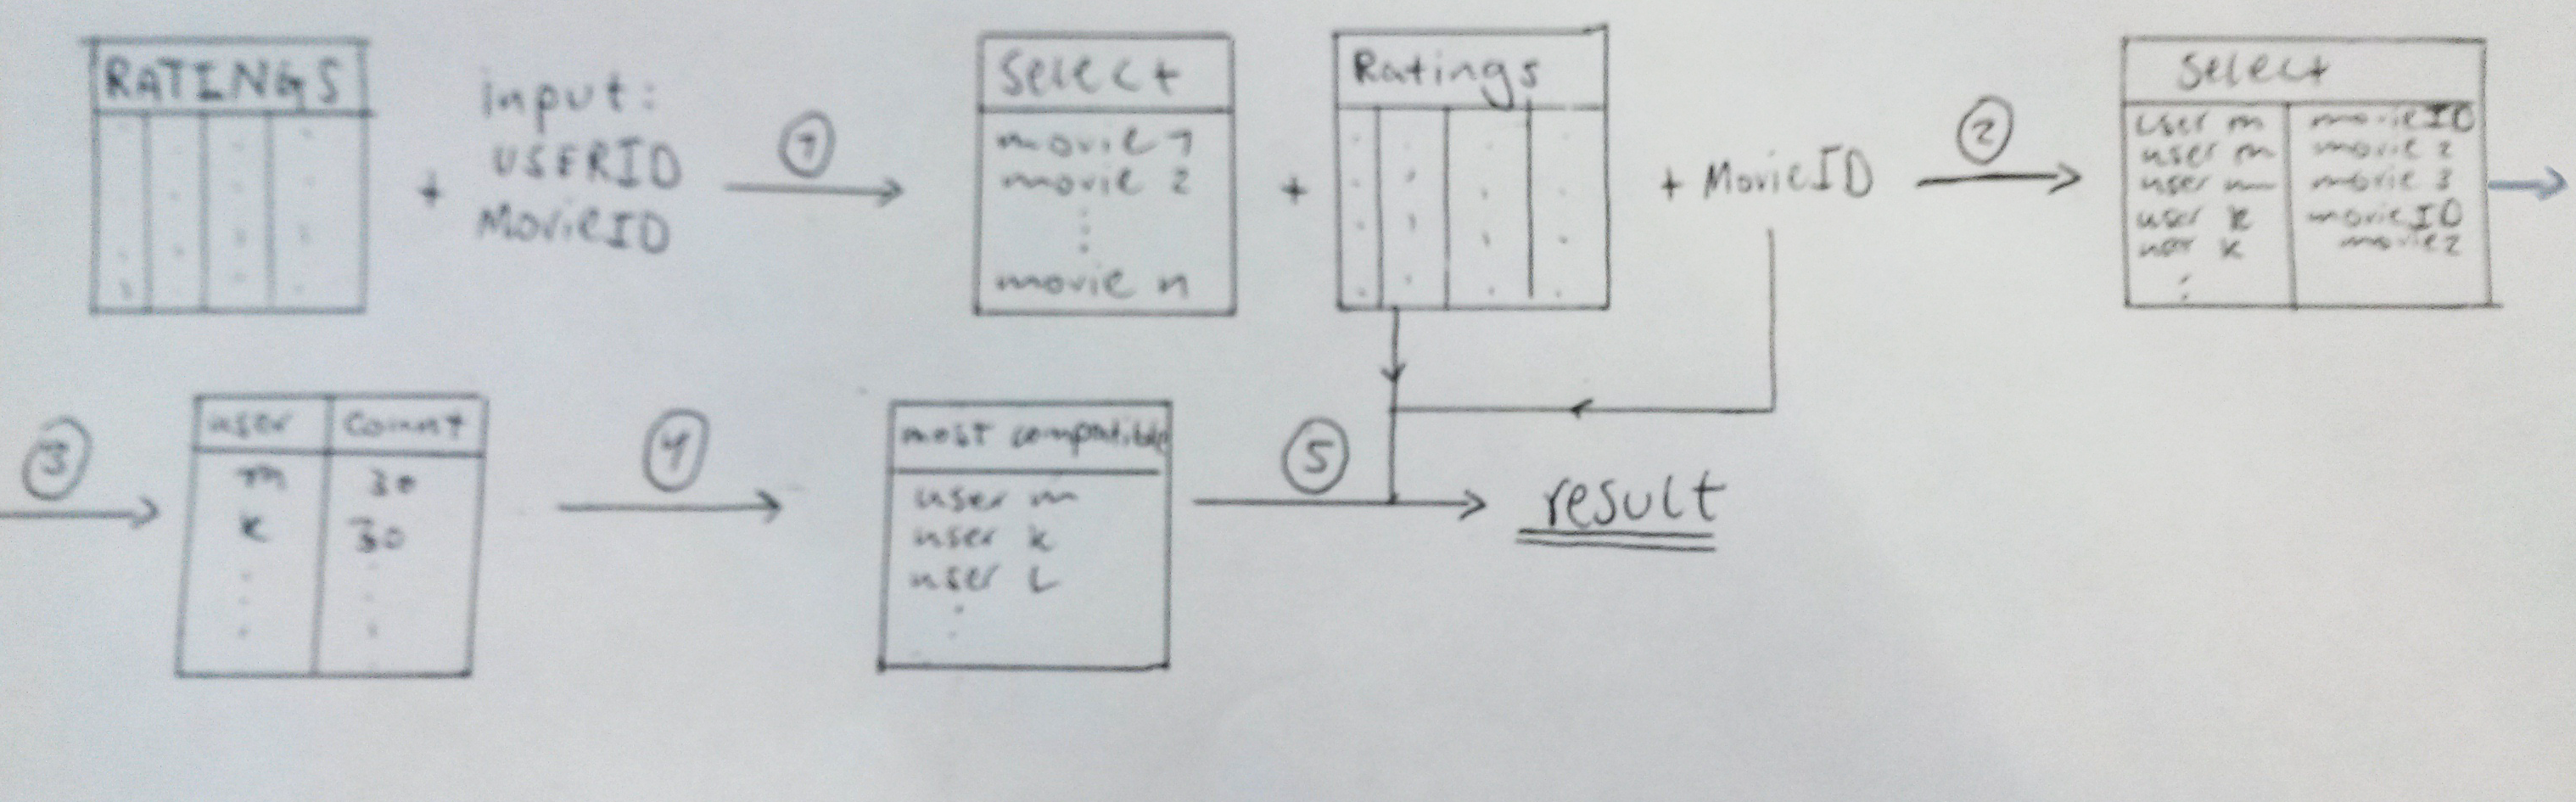 RATINGS
+
input:
USERID
MovieID
1
select
movie 1
movie 2
movie n
+
Ratings
+ MovieID
2
select
user m movieID
user m movie 2
user m movie 3
user k movieID
user k movie 2
3
user count
m 30
k 30
4
most compatible
user m
user k
user L
5
result